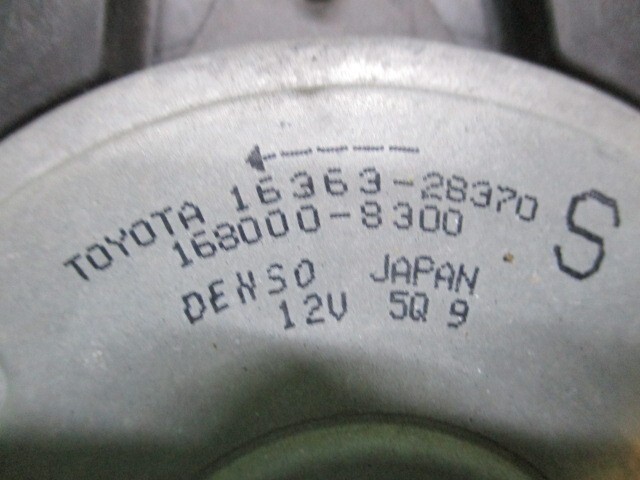 TOYOTA 16363-28370
168000-8300
S
DENSO JAPAN
12V 5Q 9